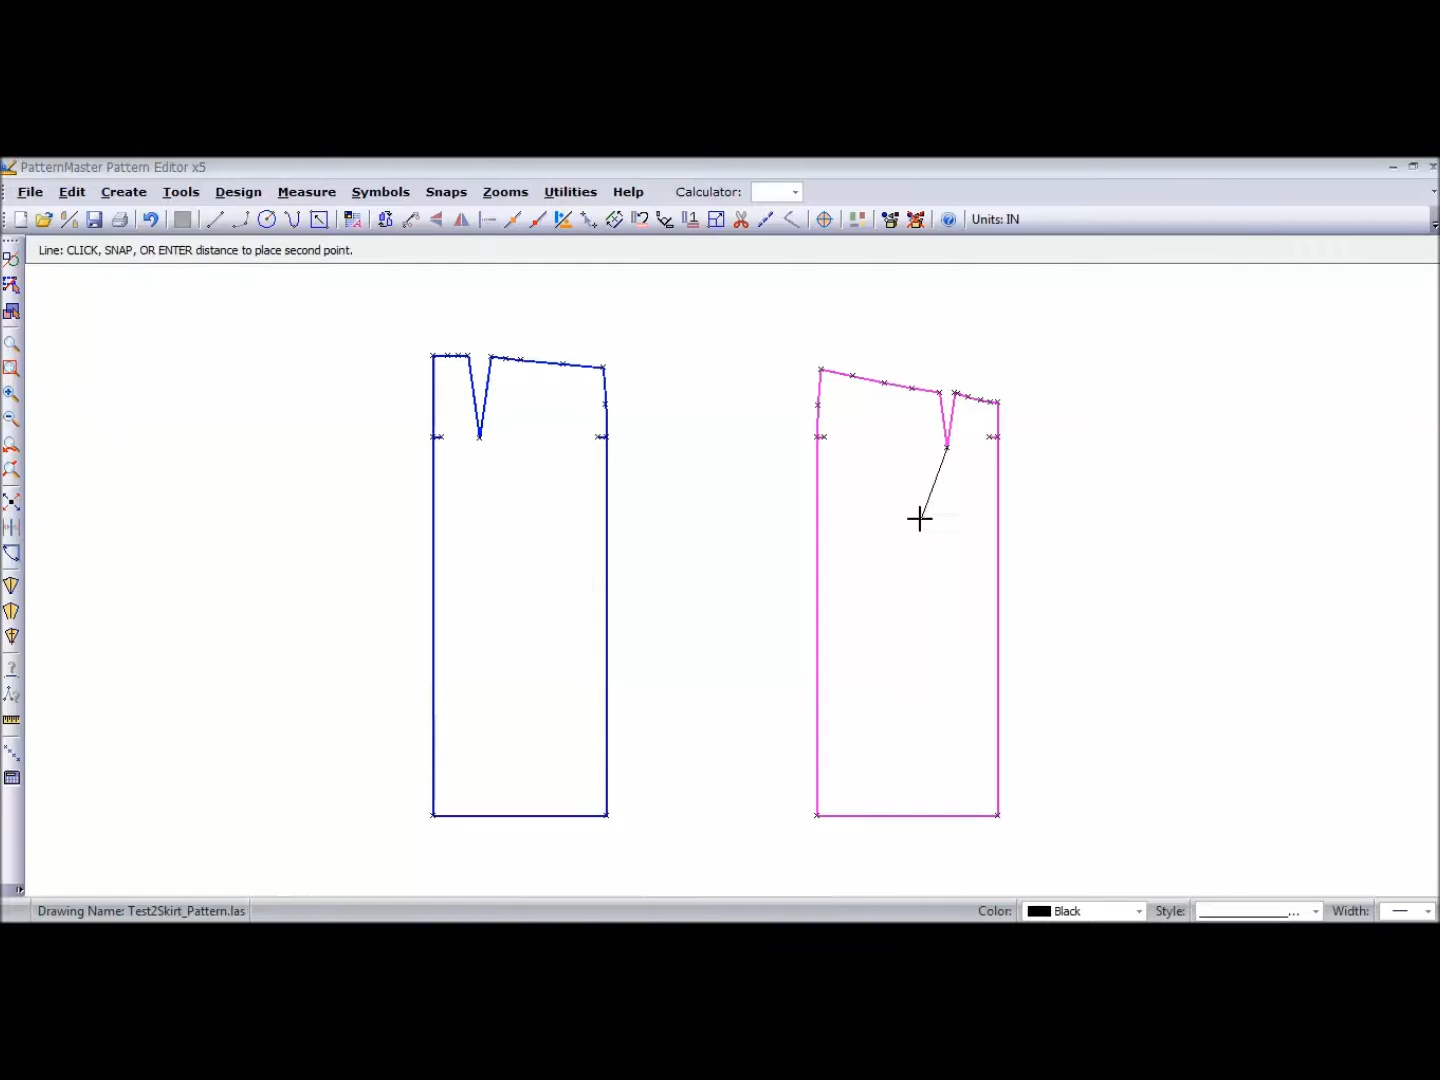 PatternMaster Pattern Editor x5
File Edit Create Tools Design Measure Symbols Snaps Zooms Utilities Help Calculator:
Units: IN
Line: CLICK, SNAP, OR ENTER distance to place second point.
Drawing Name: Test2Skirt_Pattern.las Color: Black Style: Width: